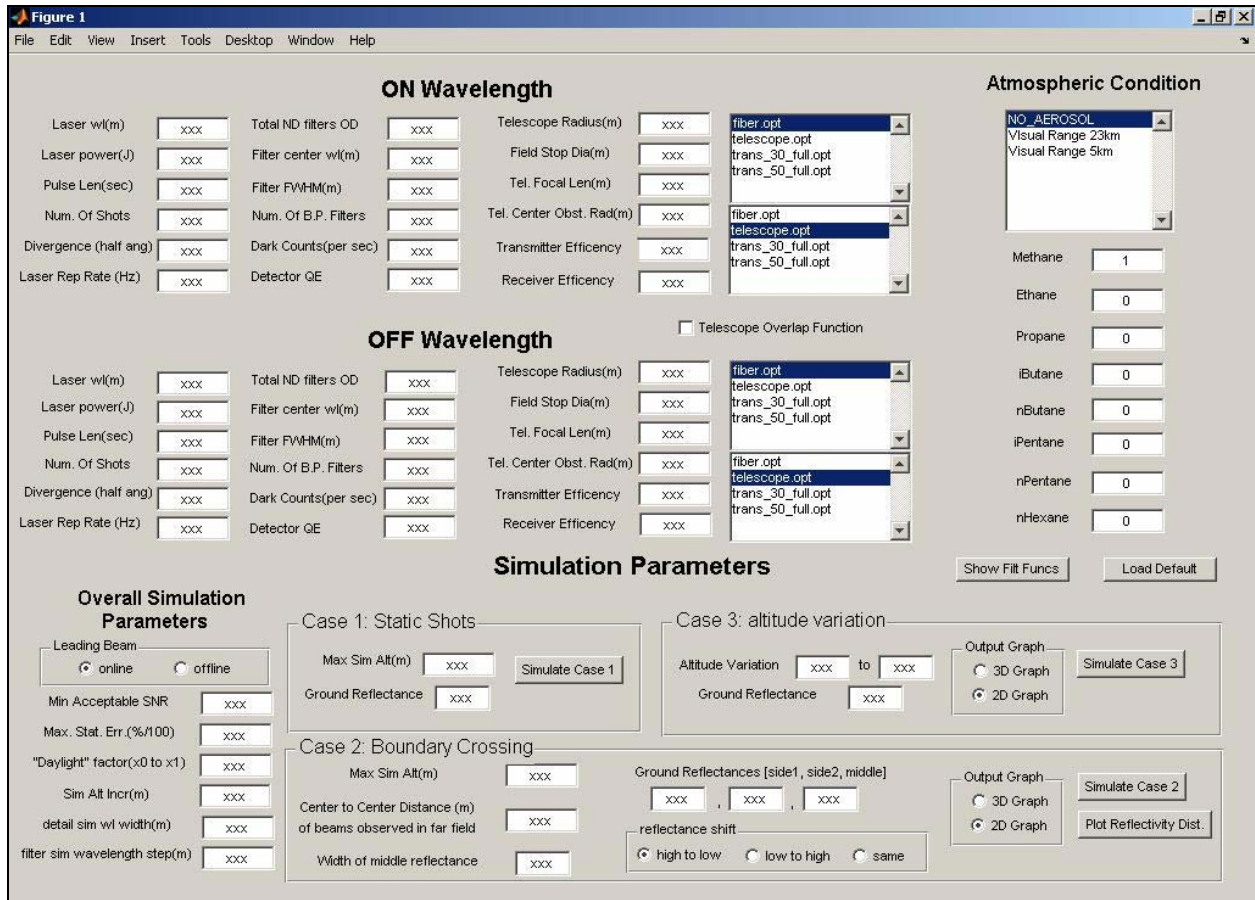 Figure 1
File Edit View Insert Tools Desktop Window Help
ON Wavelength
Laser wl(m) xxx
Laser power(J) xxx
Pulse Len(sec) xxx
Num. Of Shots xxx
Divergence (half ang) xxx
Laser Rep Rate (Hz) xxx
Total ND filters OD xxx
Filter center wl(m) xxx
Filter FWHM(m) xxx
Num. Of B.P. Filters xxx
Dark Counts(per sec) xxx
Detector QE xxx
Telescope Radius(m) xxx
Field Stop Dia(m) xxx
Tel. Focal Len(m) xxx
Tel. Center Obst. Rad(m) xxx
Transmitter Efficency xxx
Receiver Efficency xxx
fiber.opt
telescope.opt
trans_30_full.opt
trans_50_full.opt
fiber.opt
telescope.opt
trans_30_full.opt
trans_50_full.opt
Telescope Overlap Function
OFF Wavelength
Laser wl(m) xxx
Laser power(J) xxx
Pulse Len(sec) xxx
Num. Of Shots xxx
Divergence (half ang) xxx
Laser Rep Rate (Hz) xxx
Total ND filters OD xxx
Filter center wl(m) xxx
Filter FWHM(m) xxx
Num. Of B.P. Filters xxx
Dark Counts(per sec) xxx
Detector QE xxx
Telescope Radius(m) xxx
Field Stop Dia(m) xxx
Tel. Focal Len(m) xxx
Tel. Center Obst. Rad(m) xxx
Transmitter Efficency xxx
Receiver Efficency xxx
fiber.opt
telescope.opt
trans_30_full.opt
trans_50_full.opt
fiber.opt
telescope.opt
trans_30_full.opt
trans_50_full.opt
Atmospheric Condition
NO_AEROSOL
Visual Range 23km
Visual Range 5km
Methane 1
Ethane 0
Propane 0
iButane 0
nButane 0
iPentane 0
nPentane 0
nHexane 0
Show Filt Funcs Load Default
Simulation Parameters
Overall Simulation
Parameters
Leading Beam
online offline
Min Acceptable SNR xxx
Max. Stat. Err.(%/100) xxx
"Daylight" factor(x0 to x1) xxx
Sim Alt Incr(m) xxx
detail sim wl width(m) xxx
filter sim wavelength step(m) xxx
Case 1: Static Shots
Max Sim Alt(m) xxx
Ground Reflectance xxx
Simulate Case 1
Case 3: altitude variation
Altitude Variation xxx to xxx
Ground Reflectance xxx
Output Graph
3D Graph
2D Graph
Simulate Case 3
Case 2: Boundary Crossing
Max Sim Alt(m) xxx
Center to Center Distance (m)
of beams observed in far field xxx
Width of middle reflectance xxx
Ground Reflectances [side1, side2, middle]
xxx , xxx , xxx
reflectance shift
high to low low to high same
Output Graph
3D Graph
2D Graph
Simulate Case 2
Plot Reflectivity Dist.